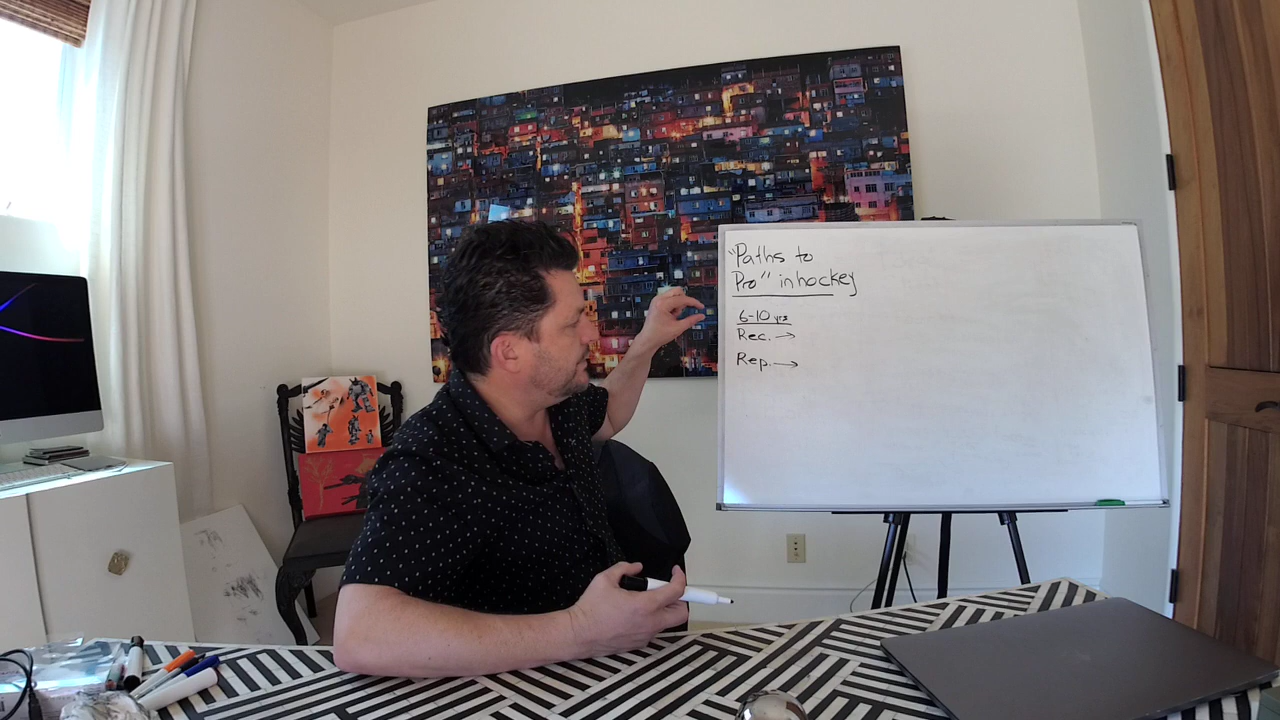 "Paths to
Pro" in hockey
6-10 yrs
Rec. →
Rep. →